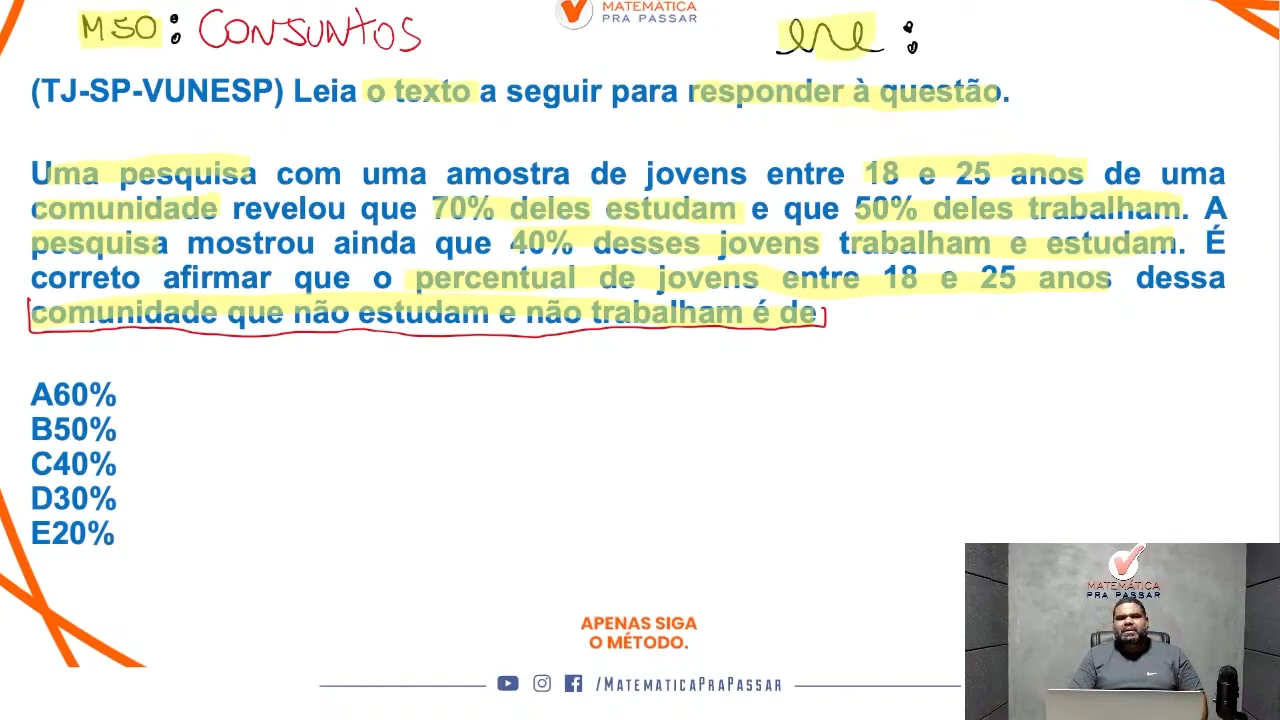 MATEMÁTICA
PRA PASSAR
M50: CONJUNTOS
(TJ-SP-VUNESP) Leia o texto a seguir para responder à questão.
Uma pesquisa com uma amostra de jovens entre 18 e 25 anos de uma
comunidade revelou que 70% deles estudam e que 50% deles trabalham. A
pesquisa mostrou ainda que 40% desses jovens trabalham e estudam. É
correto afirmar que o percentual de jovens entre 18 e 25 anos dessa
comunidade que não estudam e não trabalham é de
A60%
B50%
C40%
D30%
E20%
MATEMÁTICA
PRA PASSAR
APENAS SIGA
O MÉTODO.
/MATEMATICAPRAPASSAR